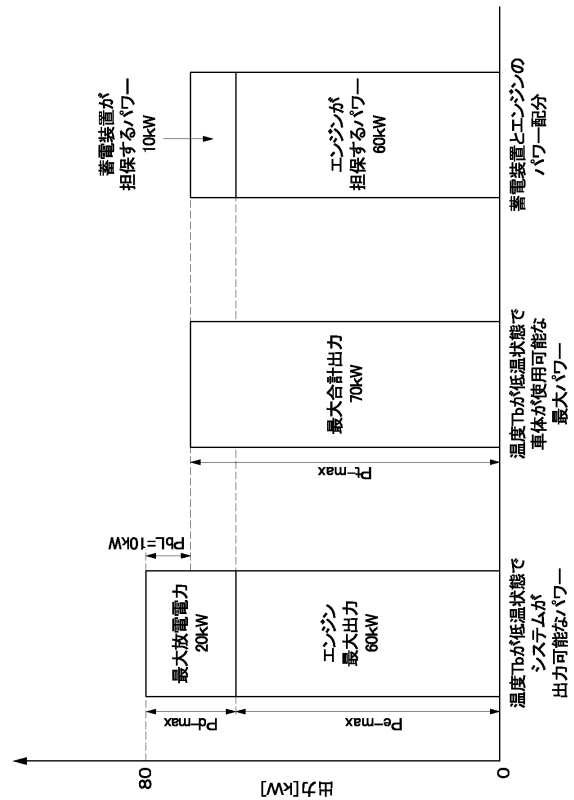 出力[kW]
80
0
Pd-max
Pe-max
最大放電電力
20kW
エンジン
最大出力
60kW
温度Tbが低温状態で
システムが
出力可能なパワー
PbL=10kW
Pf-max
最大合計出力
70kW
温度Tbが低温状態で
車体が使用可能な
最大パワー
蓄電装置が
担保するパワー
10kW
エンジンが
担保するパワー
60kW
蓄電装置とエンジンの
パワー配分